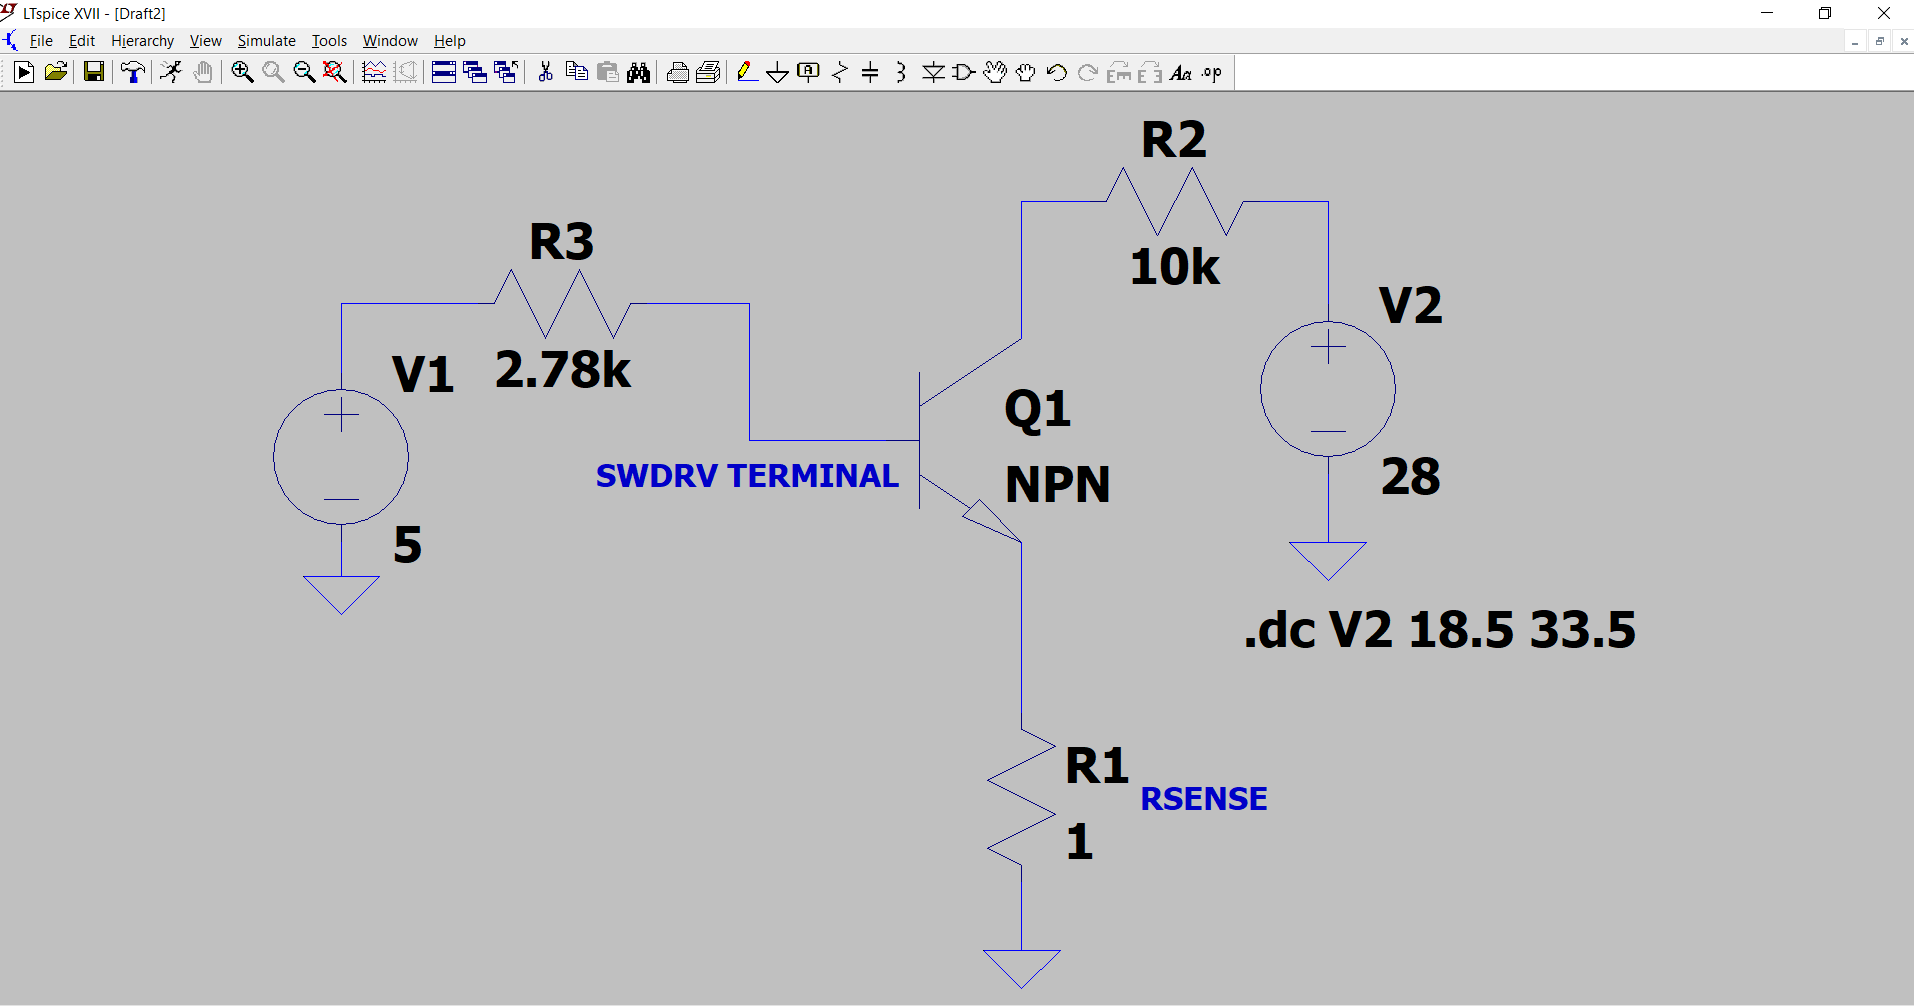 LTspice XVII - [Draft2]
File Edit Hierarchy View Simulate Tools Window Help
R2
10k
R3
2.78k
V1
5
V2
28
Q1
NPN
SWDRV TERMINAL
.dc V2 18.5 33.5
R1
RSENSE
1